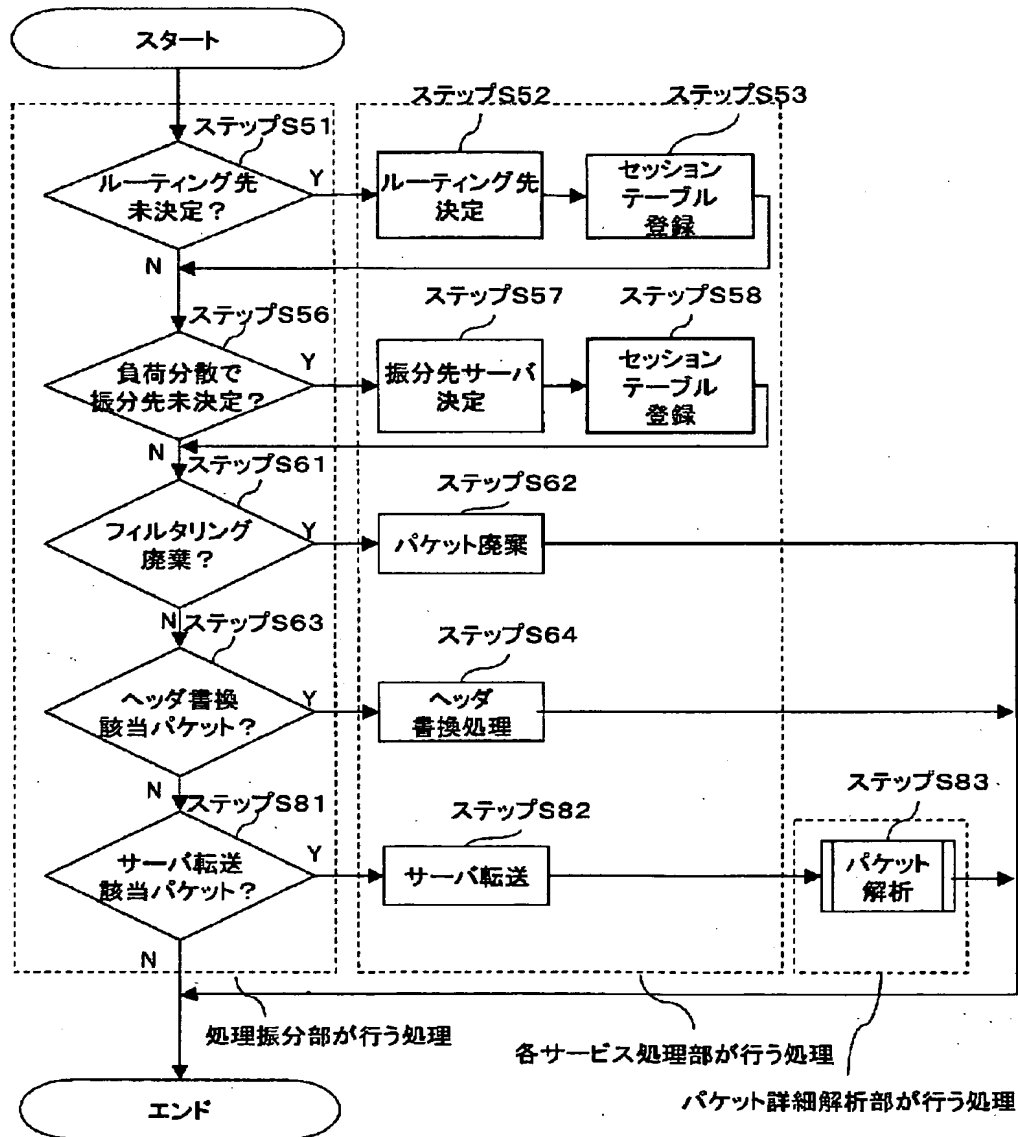 スタート
ステップS51
ステップS52
ステップS53
ルーティング先
未決定?
Y
ルーティング先
決定
セッション
テーブル
登録
N
ステップS56
ステップS57
ステップS58
負荷分散で
振分先未決定?
Y
振分先サーバ
決定
セッション
テーブル
登録
N
ステップS61
ステップS62
フィルタリング
廃棄?
Y
パケット廃棄
N
ステップS63
ステップS64
ヘッダ書換
該当パケット?
Y
ヘッダ
書換処理
N
ステップS81
ステップS82
ステップS83
サーバ転送
該当パケット?
Y
サーバ転送
パケット
解析
N
処理振分部が行う処理
各サービス処理部が行う処理
パケット詳細解析部が行う処理
エンド